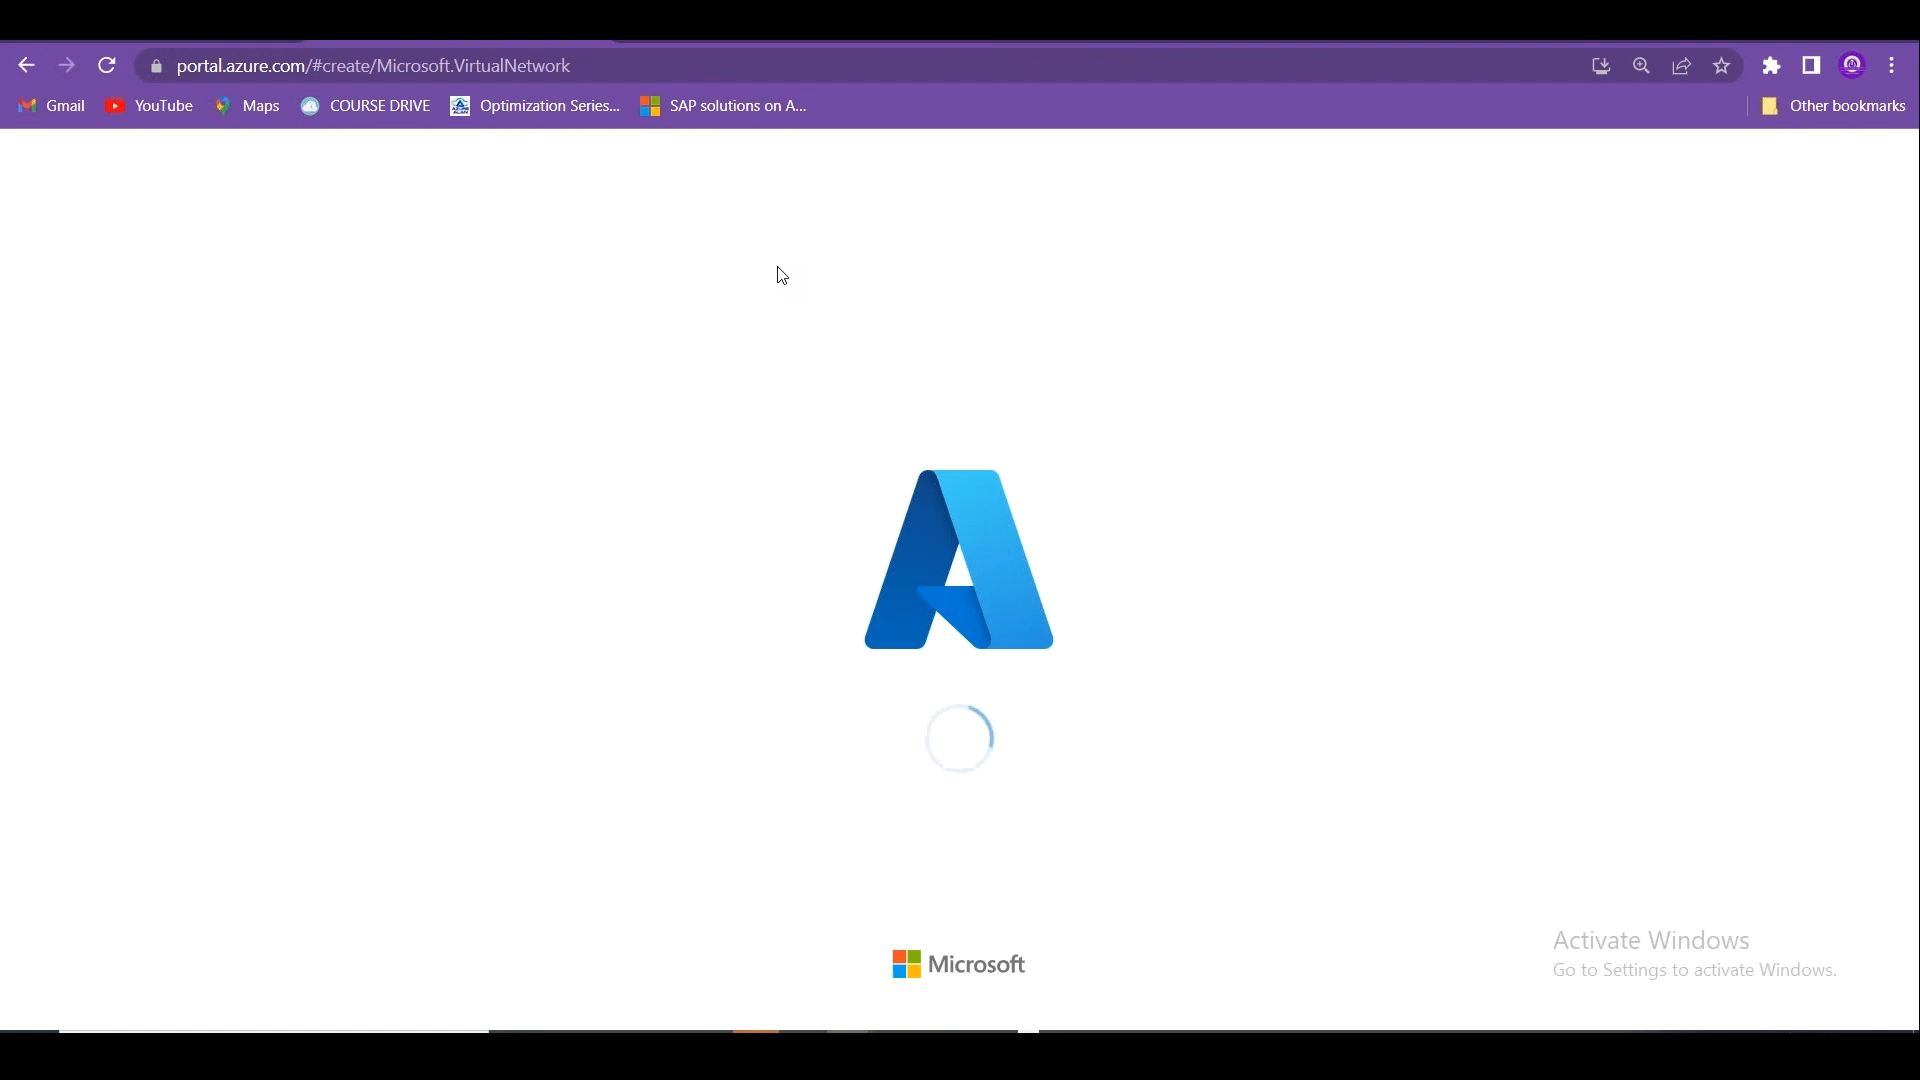 portal.azure.com/#create/Microsoft.VirtualNetwork
Gmail YouTube Maps COURSE DRIVE Optimization Series... SAP solutions on A... Other bookmarks
Microsoft
Activate Windows
Go to Settings to activate Windows.